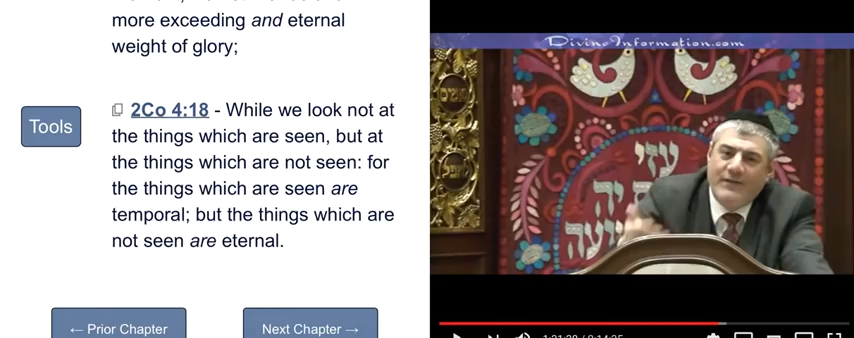 more exceeding and eternal
weight of glory;
Tools
2Co 4:18 - While we look not at
the things which are seen, but at
the things which are not seen: for
the things which are seen are
temporal; but the things which are
not seen are eternal.
← Prior Chapter
Next Chapter →
DivineInformation.com
עזי